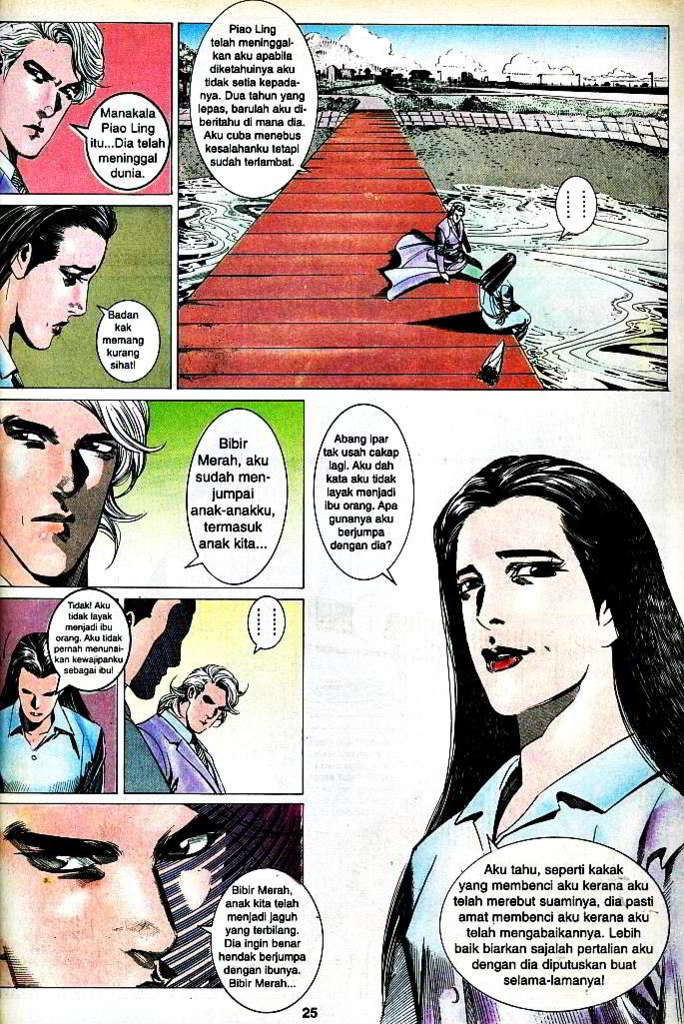 Manakala
Piao Ling
itu...Dia telah
meninggal
dunia.
Piao Ling
telah meninggal-
kan aku apabila
diketahuinya aku
tidak setia kepada-
nya. Dua tahun yang
lepas, barulah aku di-
beritahu di mana dia.
Aku cuba menebus
kesalahanku tetapi
sudah terlambat.
......
Badan
kak
memang
kurang
sihat!
Bibir
Merah, aku
sudah men-
jumpai
anak-anakku,
termasuk
anak kita...
Abang ipar
tak usah cakap
lagi. Aku dah
kata aku tidak
layak menjadi
ibu orang. Apa
gunanya aku
berjumpa
dengan dia?
Tidak! Aku
tidak layak
menjadi ibu
orang. Aku tidak
pernah menunai-
kan kewajipanku
sebagai ibu!
......
Bibir Merah,
anak kita telah
menjadi jaguh
yang terbilang.
Dia ingin benar
hendak berjumpa
dengan ibunya.
Bibir Merah...
Aku tahu, seperti kakak
yang membenci aku kerana aku
telah merebut suaminya, dia pasti
amat membenci aku kerana aku
telah mengabaikannya. Lebih
baik biarkan sajalah pertalian aku
dengan dia diputuskan buat
selama-lamanya!
25